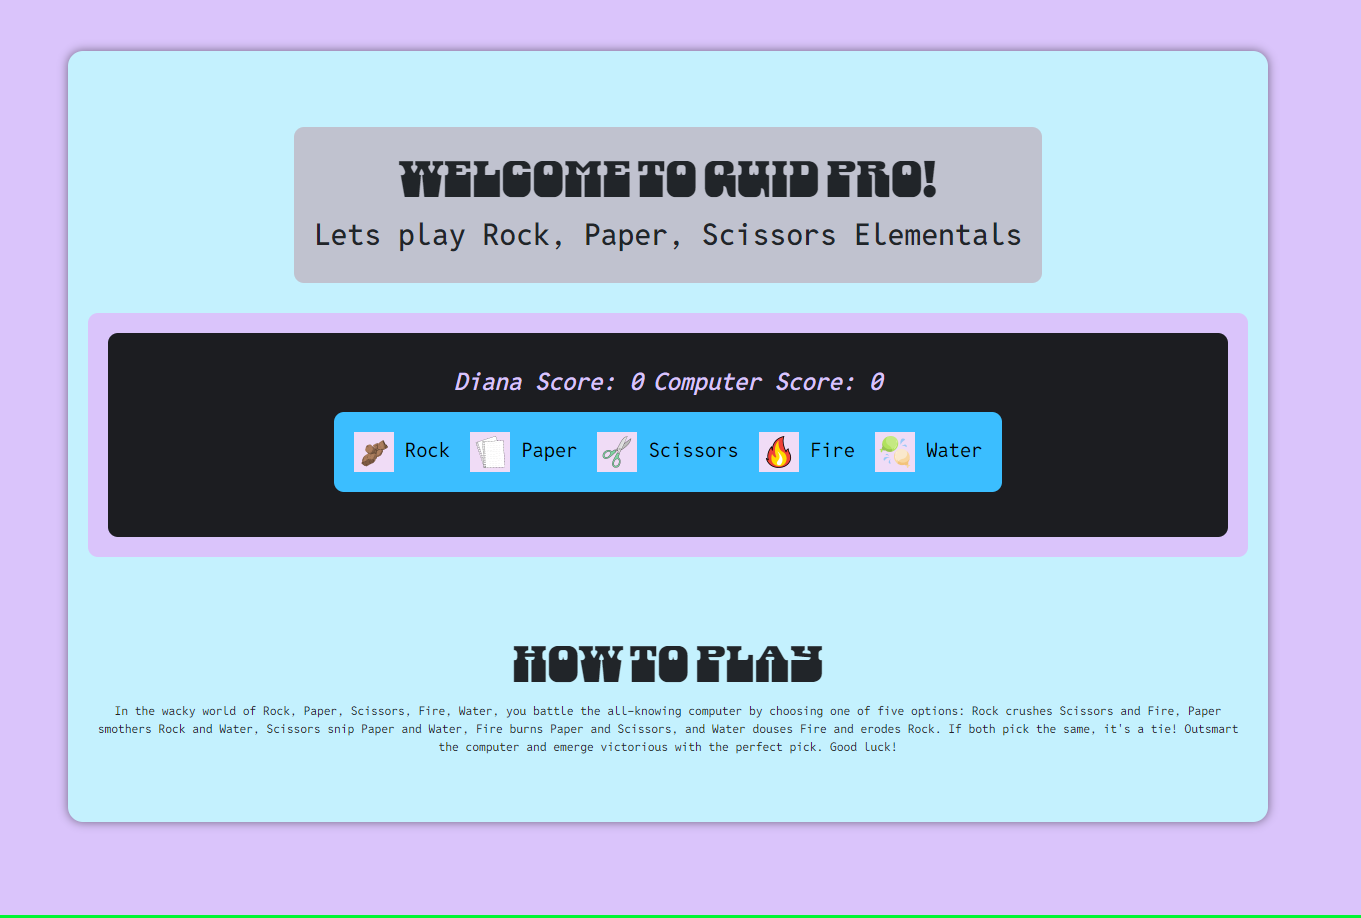 WELCOME TO QUID PRO!
Lets play Rock, Paper, Scissors Elementals
Diana Score: 0 Computer Score: 0
Rock Paper Scissors Fire Water
HOW TO PLAY
In the wacky world of Rock, Paper, Scissors, Fire, Water, you battle the all-knowing computer by choosing one of five options: Rock crushes Scissors and Fire, Paper
smothers Rock and Water, Scissors snip Paper and Water, Fire burns Paper and Scissors, and Water douses Fire and erodes Rock. If both pick the same, it's a tie! Outsmart
the computer and emerge victorious with the perfect pick. Good luck!